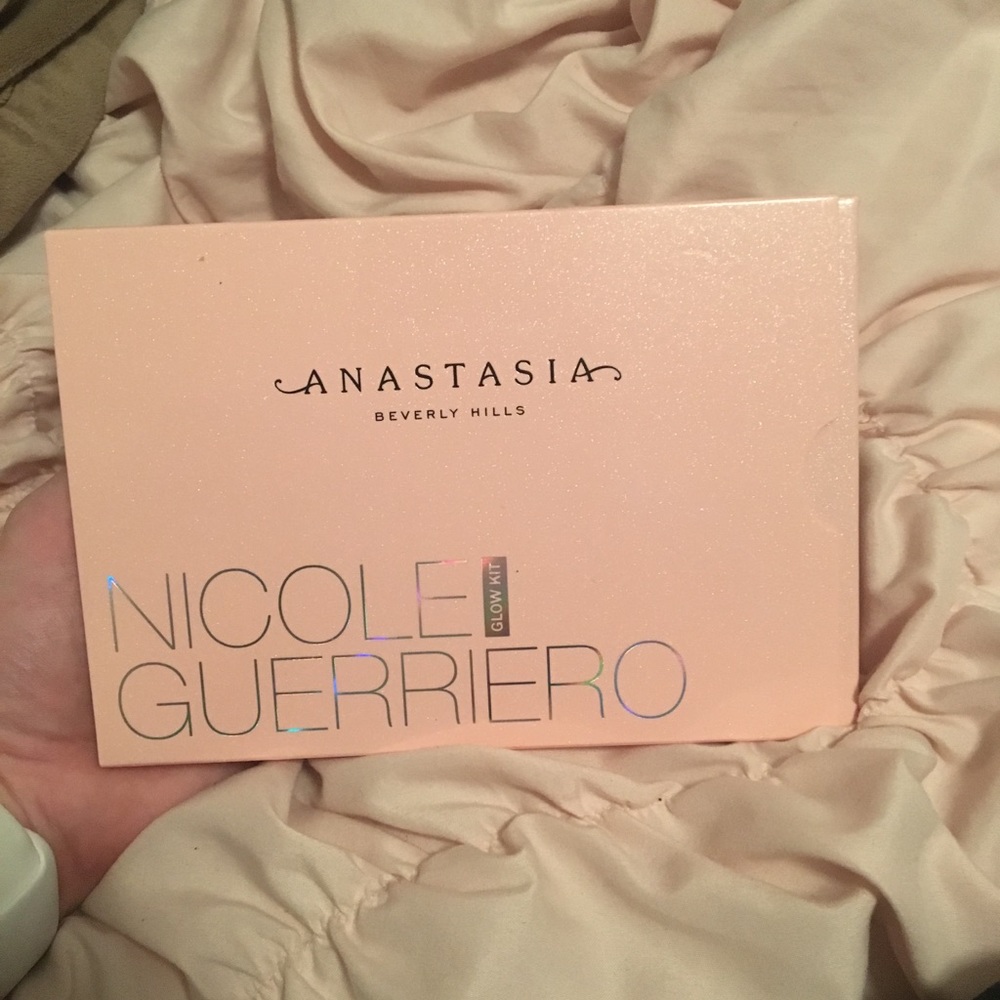 ANASTASIA
BEVERLY HILLS
NICOLE
GLOW KIT
GUERRIERO